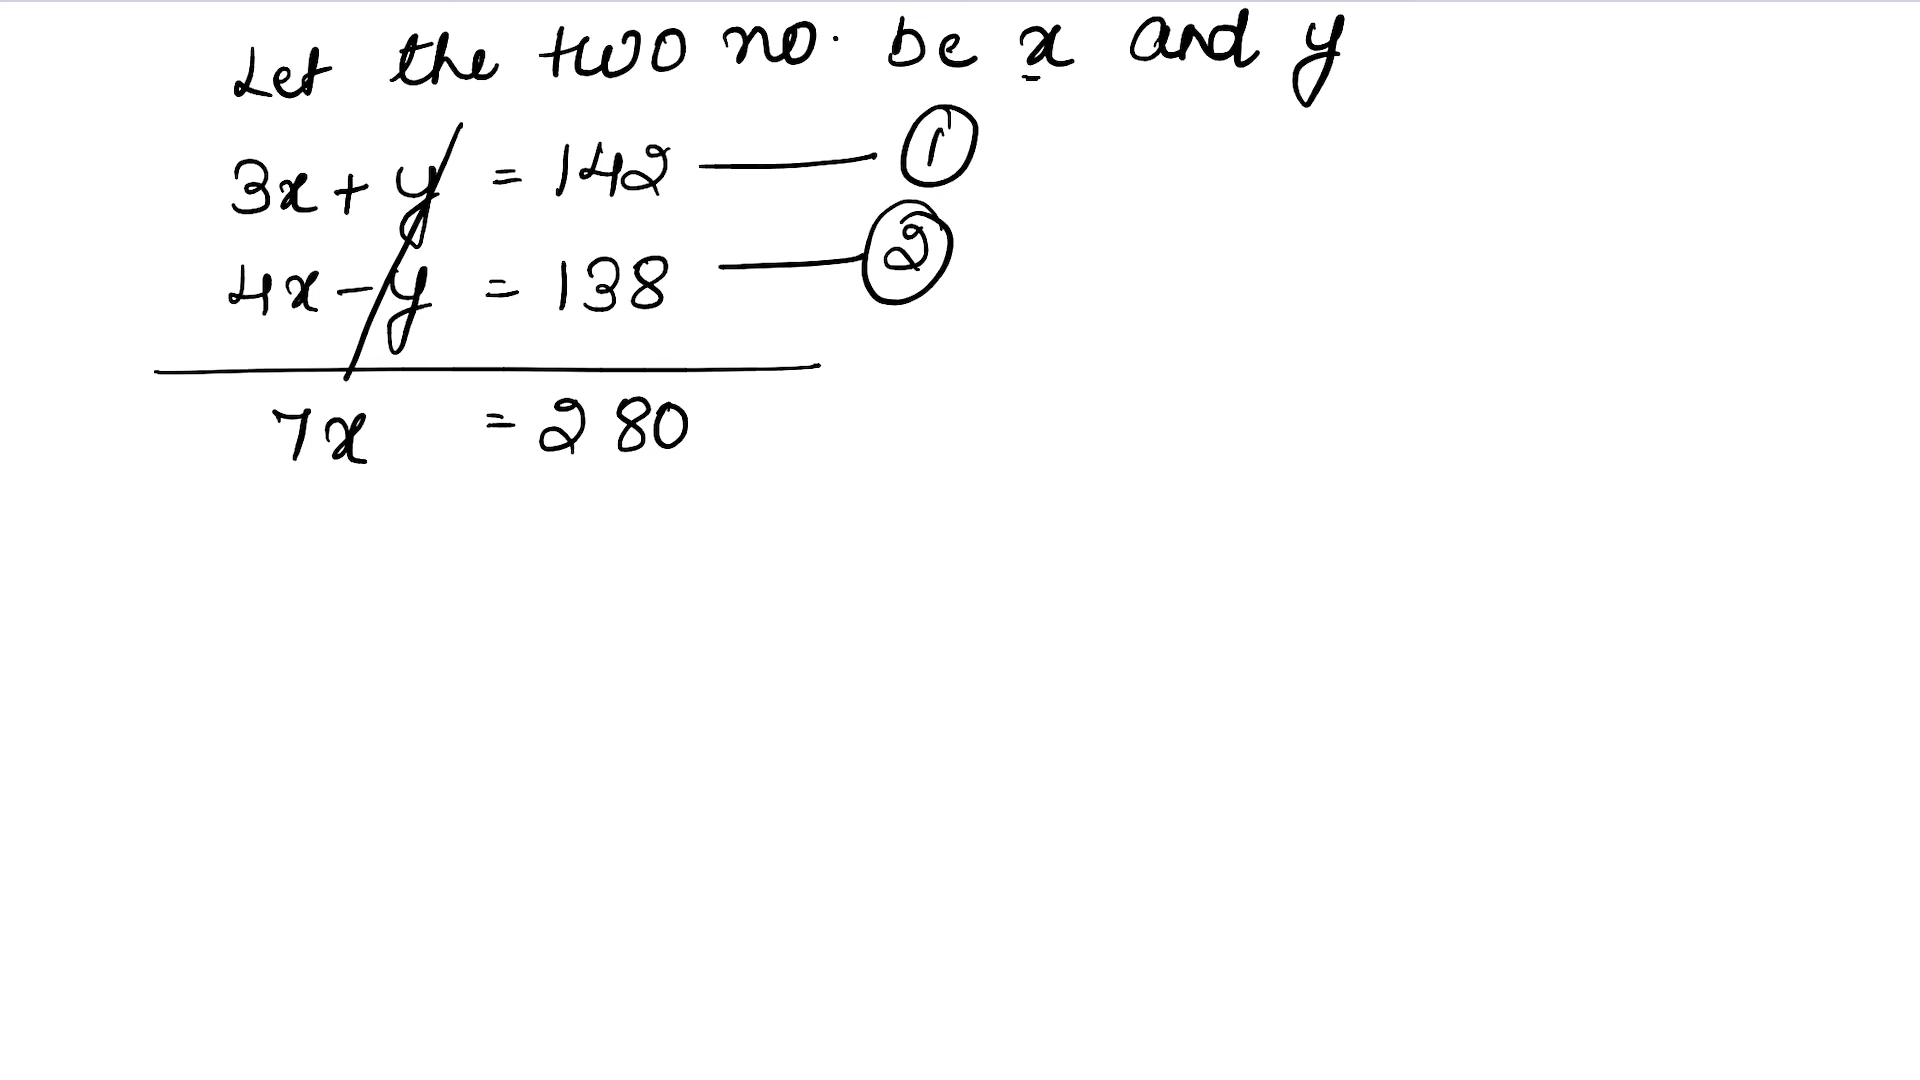 Let the two no. be x and y
3x + y = 142 —— ①
4x - y = 138 —— ②
7x = 280